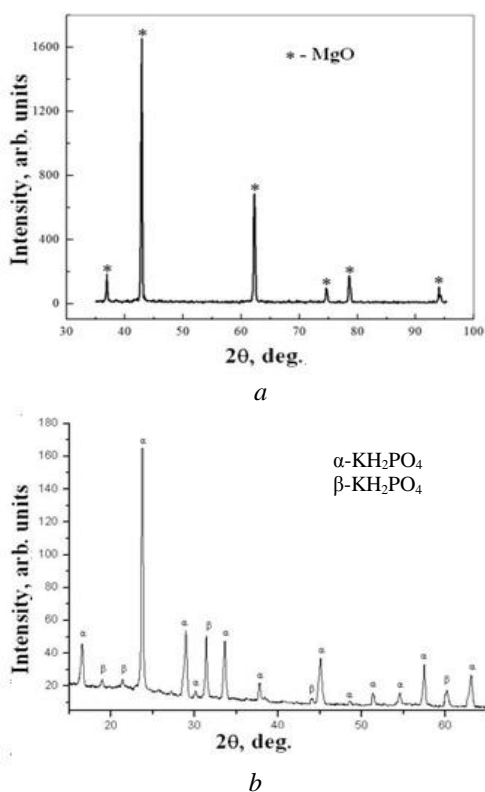 * - MgO
Intensity, arb. units
1600
1200
800
400
0
* * * * * *
30 40 50 60 70 80 90 100
2θ, deg.
a
α-KH₂PO₄
β-KH₂PO₄
Intensity, arb. units
180
160
140
120
100
80
60
40
20
α β β α α α β α α β α α α α α β α
20 30 40 50 60
2θ, deg.
b